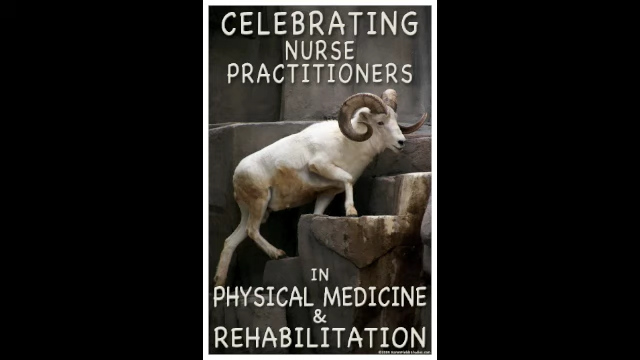 CELEBRATING
NURSE
PRACTITIONERS
IN
PHYSICAL MEDICINE
&
REHABILITATION